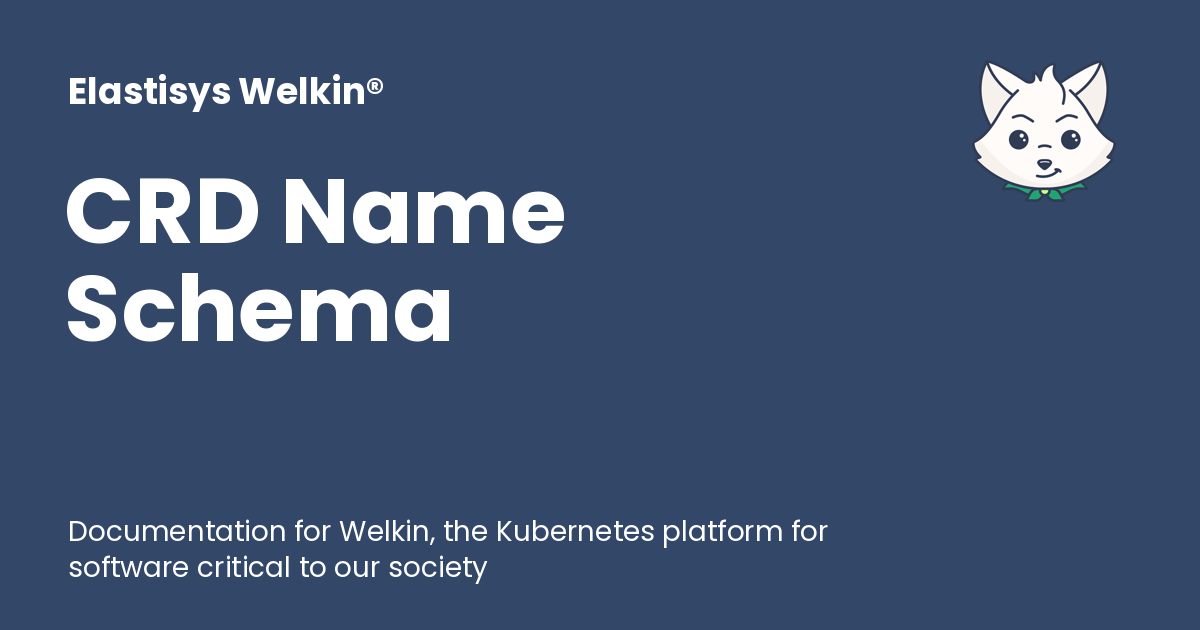 Elastisys Welkin®
CRD Name
Schema
Documentation for Welkin, the Kubernetes platform for
software critical to our society